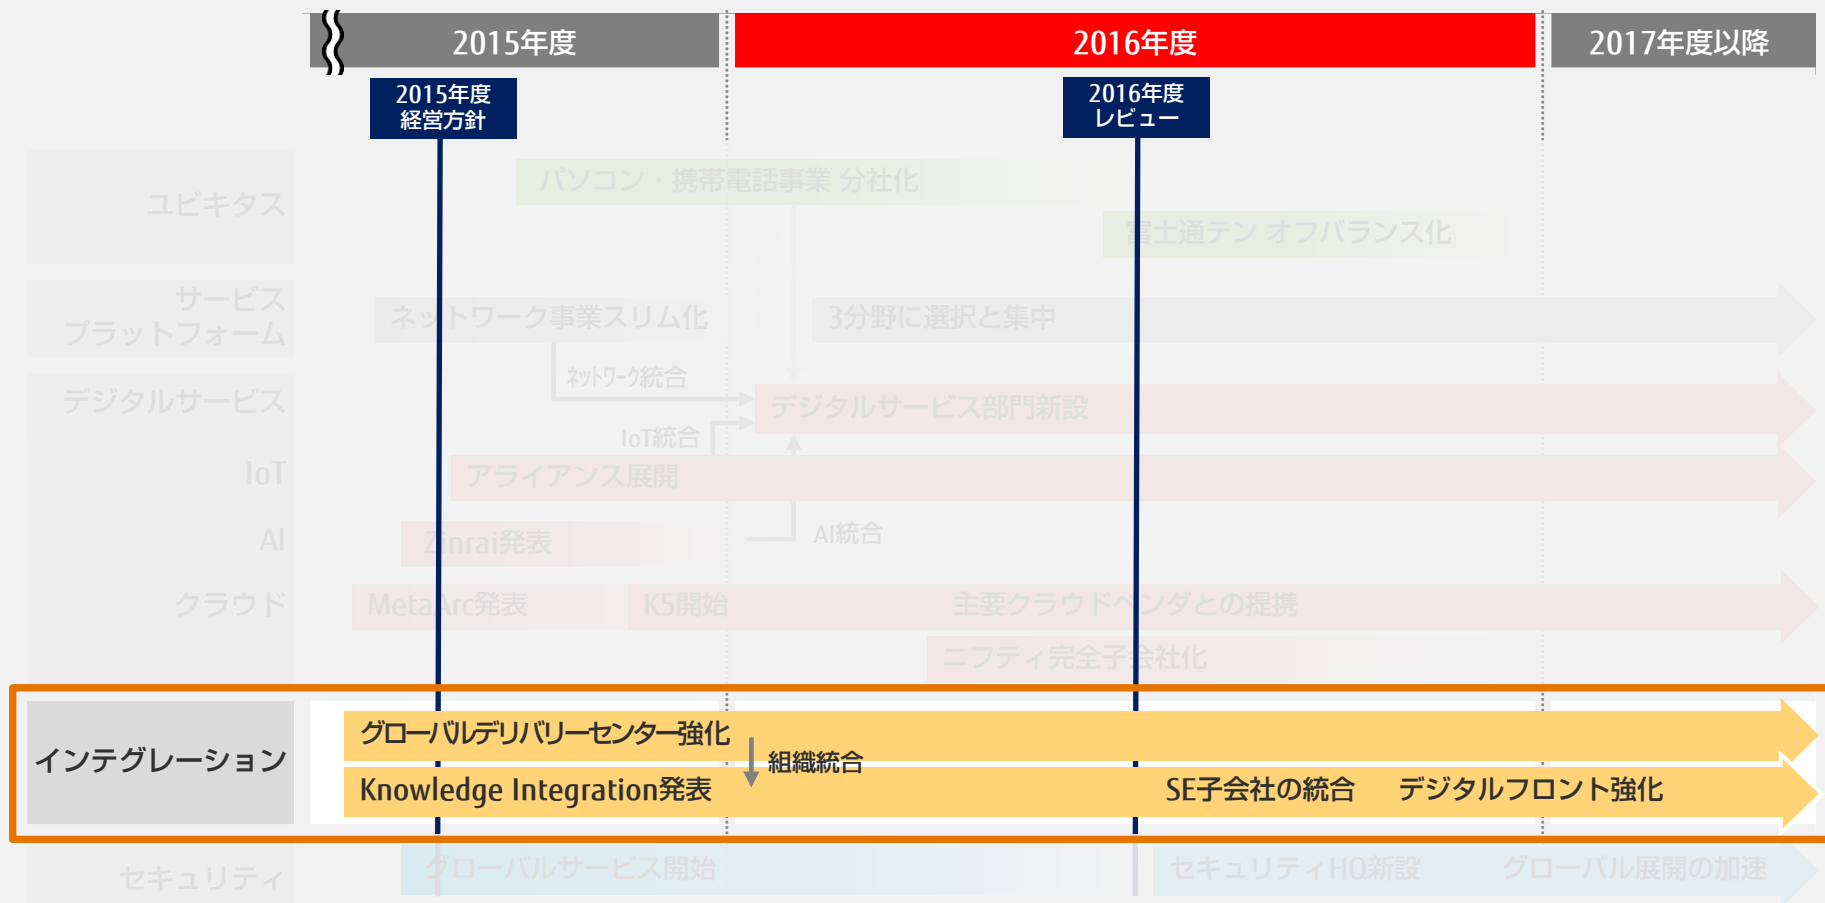 2015年度
2016年度
2017年度以降
2015年度
経営方針
2016年度
レビュー
ユビキタス
パソコン・携帯電話事業 分社化
富士通テン オフバランス化
サービス
プラットフォーム
ネットワーク事業スリム化
3分野に選択と集中
ネットワーク統合
デジタルサービス
デジタルサービス部門新設
IoT統合
IoT
アライアンス展開
AI
Zinrai発表
AI統合
クラウド
MetaArc発表
K5開始
主要クラウドベンダとの提携
ニフティ完全子会社化
インテグレーション
グローバルデリバリーセンター強化
組織統合
Knowledge Integration発表
SE子会社の統合
デジタルフロント強化
セキュリティ
グローバルサービス開始
セキュリティHQ新設
グローバル展開の加速